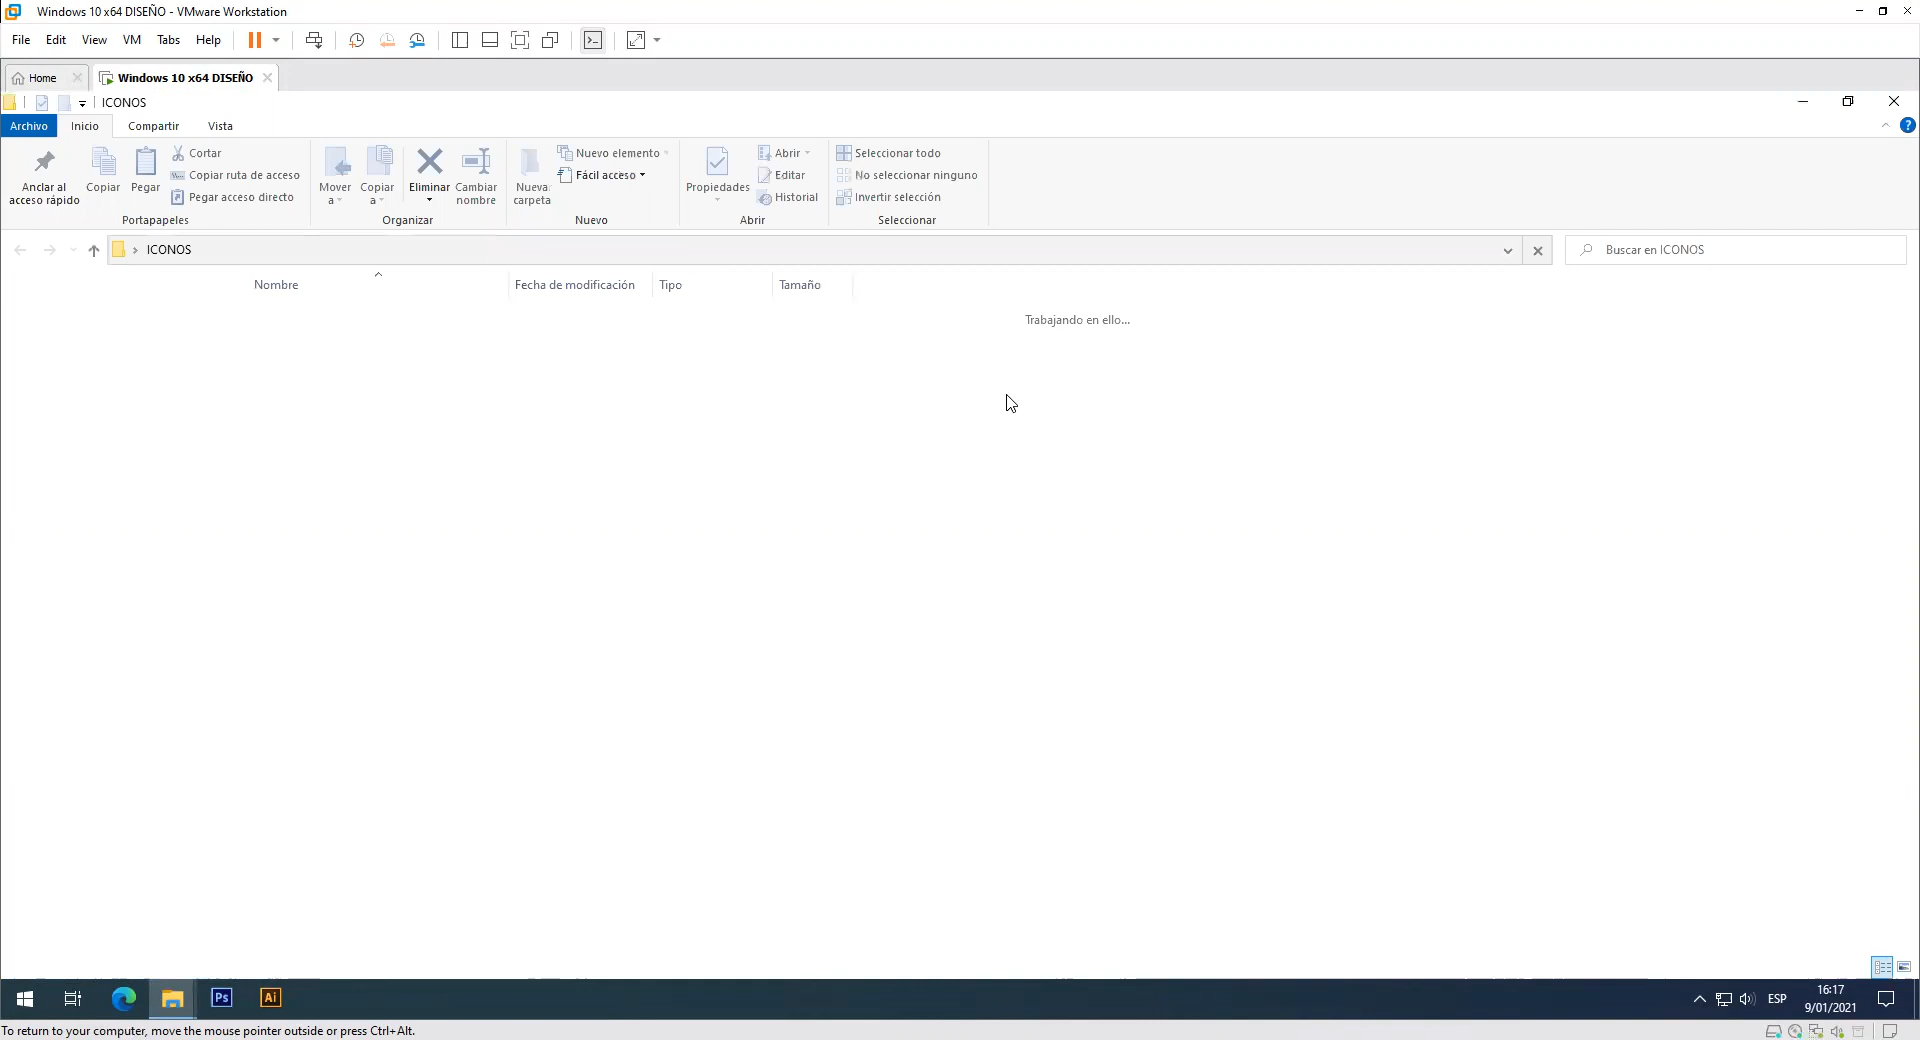 Windows 10 x64 DISEÑO - VMware Workstation
File Edit View VM Tabs Help
Home Windows 10 x64 DISEÑO
ICONOS
Archivo Inicio Compartir Vista
Anclar al acceso rápido
Copiar
Pegar
Cortar
Copiar ruta de acceso
Pegar acceso directo
Portapapeles
Mover a
Copiar a
Eliminar
Cambiar nombre
Organizar
Nueva carpeta
Nuevo elemento
Fácil acceso
Nuevo
Propiedades
Abrir
Editar
Historial
Abrir
Seleccionar todo
No seleccionar ninguno
Invertir selección
Seleccionar
ICONOS
Buscar en ICONOS
Nombre Fecha de modificación Tipo Tamaño
Trabajando en ello...
Ps Ai
ESP
16:17
9/01/2021
To return to your computer, move the mouse pointer outside or press Ctrl+Alt.